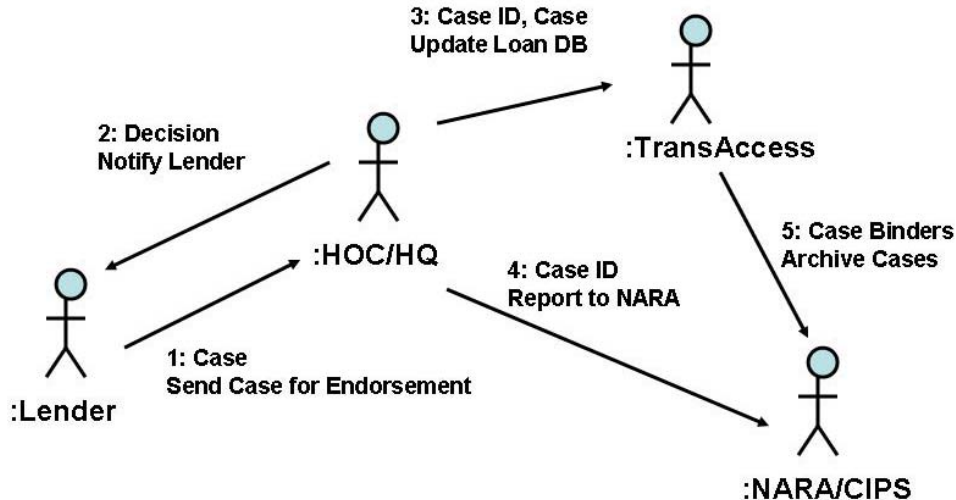 3: Case ID, Case
Update Loan DB
2: Decision
Notify Lender
:TransAccess
:HOC/HQ
5: Case Binders
Archive Cases
4: Case ID
Report to NARA
1: Case
Send Case for Endorsement
:Lender
:NARA/CIPS